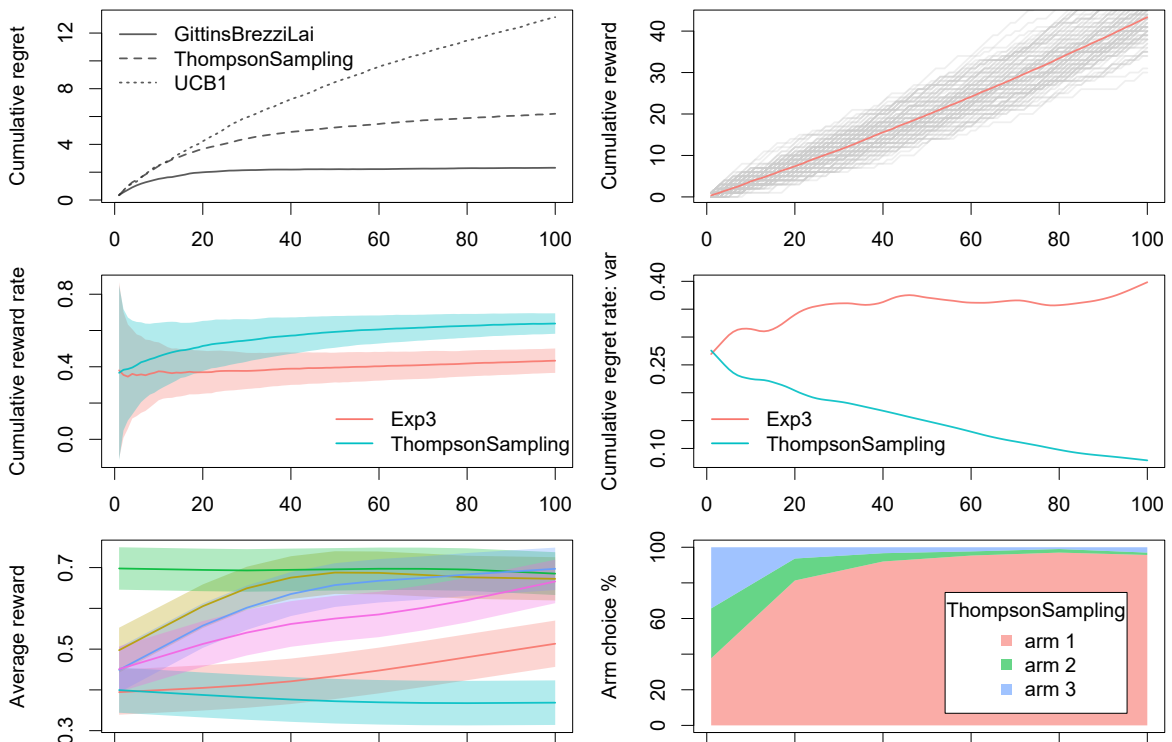 Cumulative regret
12
8
4
0
GittinsBrezziLai
ThompsonSampling
UCB1
0 20 40 60 80 100
Cumulative reward
40
30
20
10
0
0 20 40 60 80 100
Cumulative reward rate
0.8
0.4
0.0
Exp3
ThompsonSampling
0 20 40 60 80 100
Cumulative regret rate: var
0.40
0.25
0.10
Exp3
ThompsonSampling
0 20 40 60 80 100
Average reward
0.7
0.5
0.3
Arm choice %
100
60
20
0
ThompsonSampling
arm 1
arm 2
arm 3